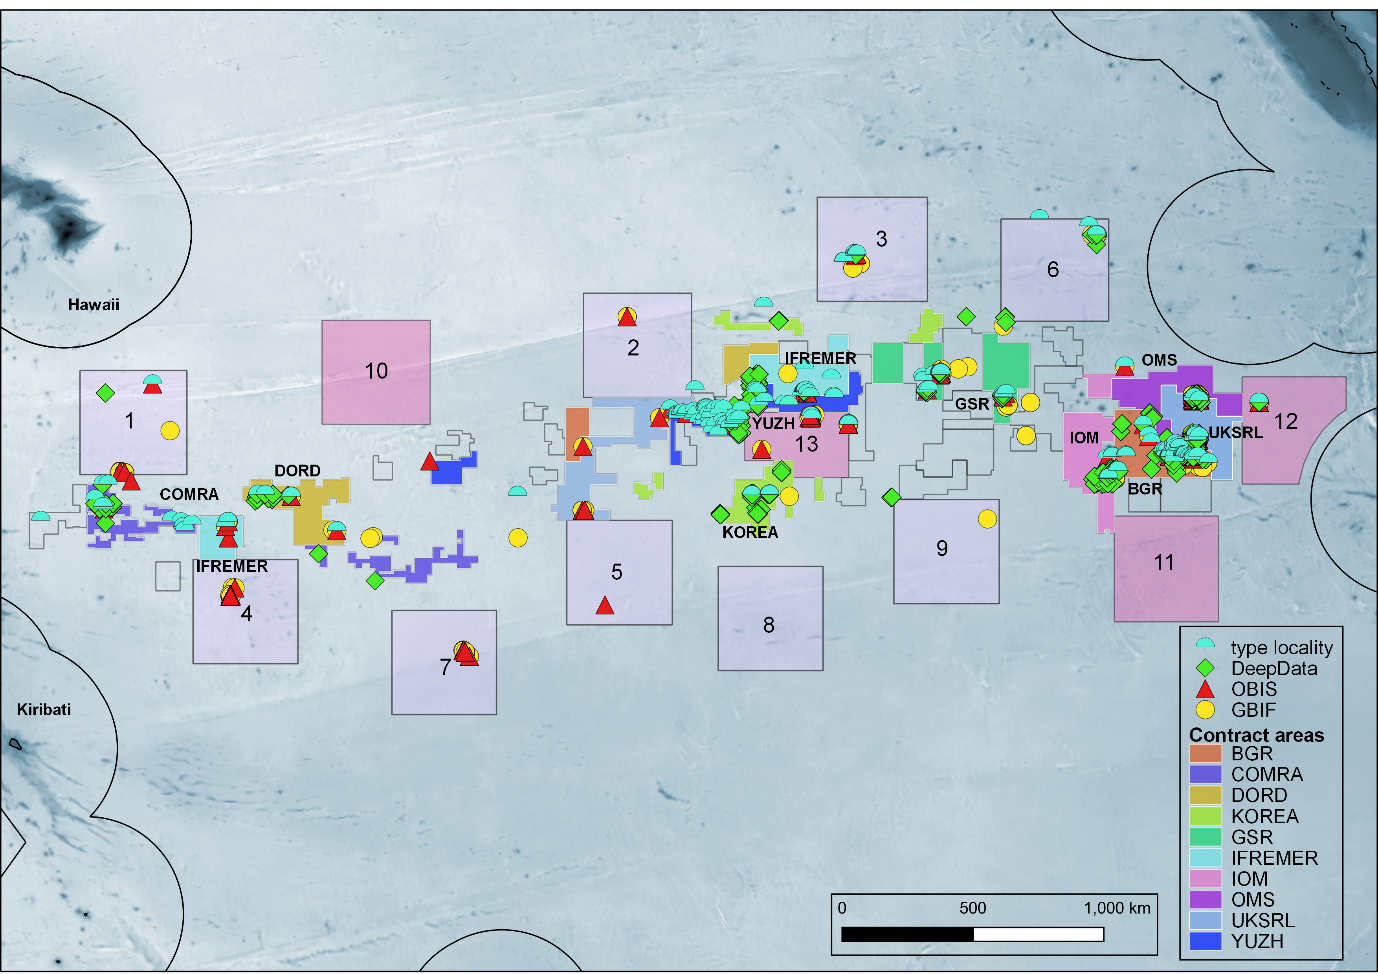 3
6
Hawaii
2
IFREMER
OMS
10
1
GSR
YUZH
13
IOM
UKSRL
12
DORD
COMRA
BGR
KOREA
9
IFREMER
5
11
4
8
7
Kiribati
type locality
DeepData
OBIS
GBIF
Contract areas
BGR
COMRA
DORD
KOREA
GSR
IFREMER
IOM
OMS
UKSRL
YUZH
0 500 1,000 km